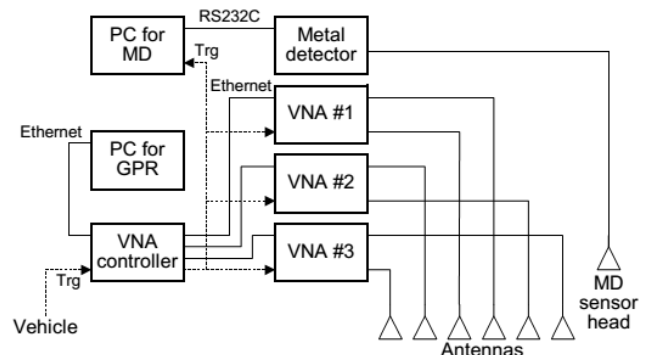 RS232C
PC for
MD
Metal
detector
Trg
Ethernet
VNA #1
Ethernet
PC for
GPR
VNA #2
VNA
controller
VNA #3
Trg
MD
sensor
head
Vehicle
Antennas